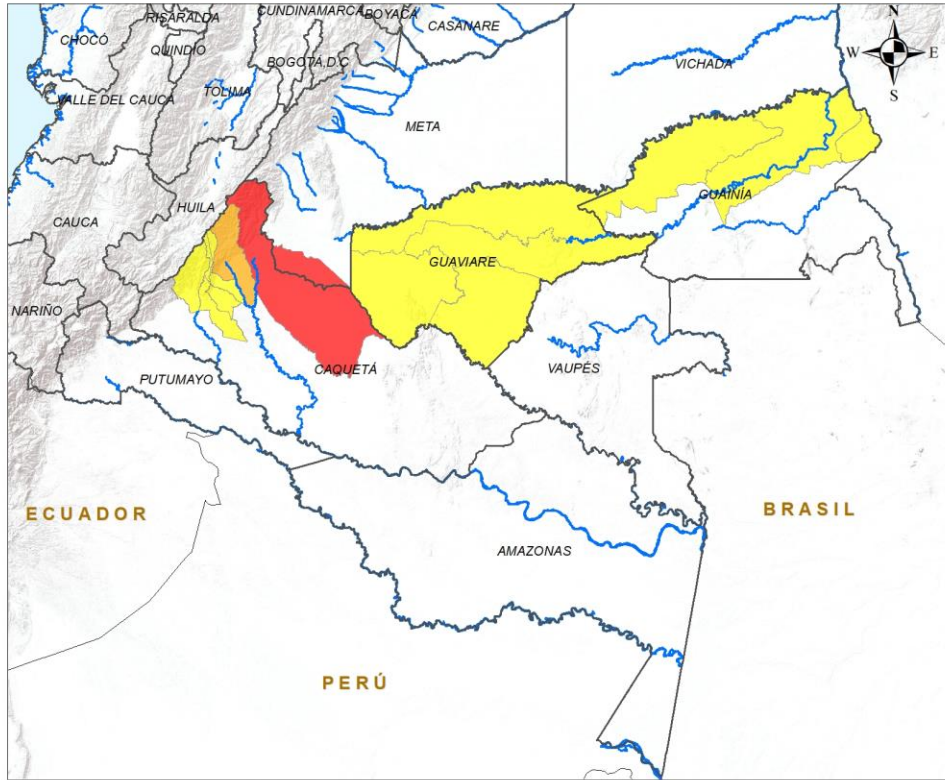 RISARALDA
CUNDINAMARCA
BOYACÁ
CASANARE
CHOCÓ
QUINDIO
BOGOTÁ,D.C
N
W
E
S
VICHADA
VALLE DEL CAUCA
TOLIMA
META
HUILA
GUAINÍA
CAUCA
GUAVIARE
NARIÑO
CAQUETÁ
VAUPÉS
PUTUMAYO
ECUADOR
BRASIL
AMAZONAS
PERÚ